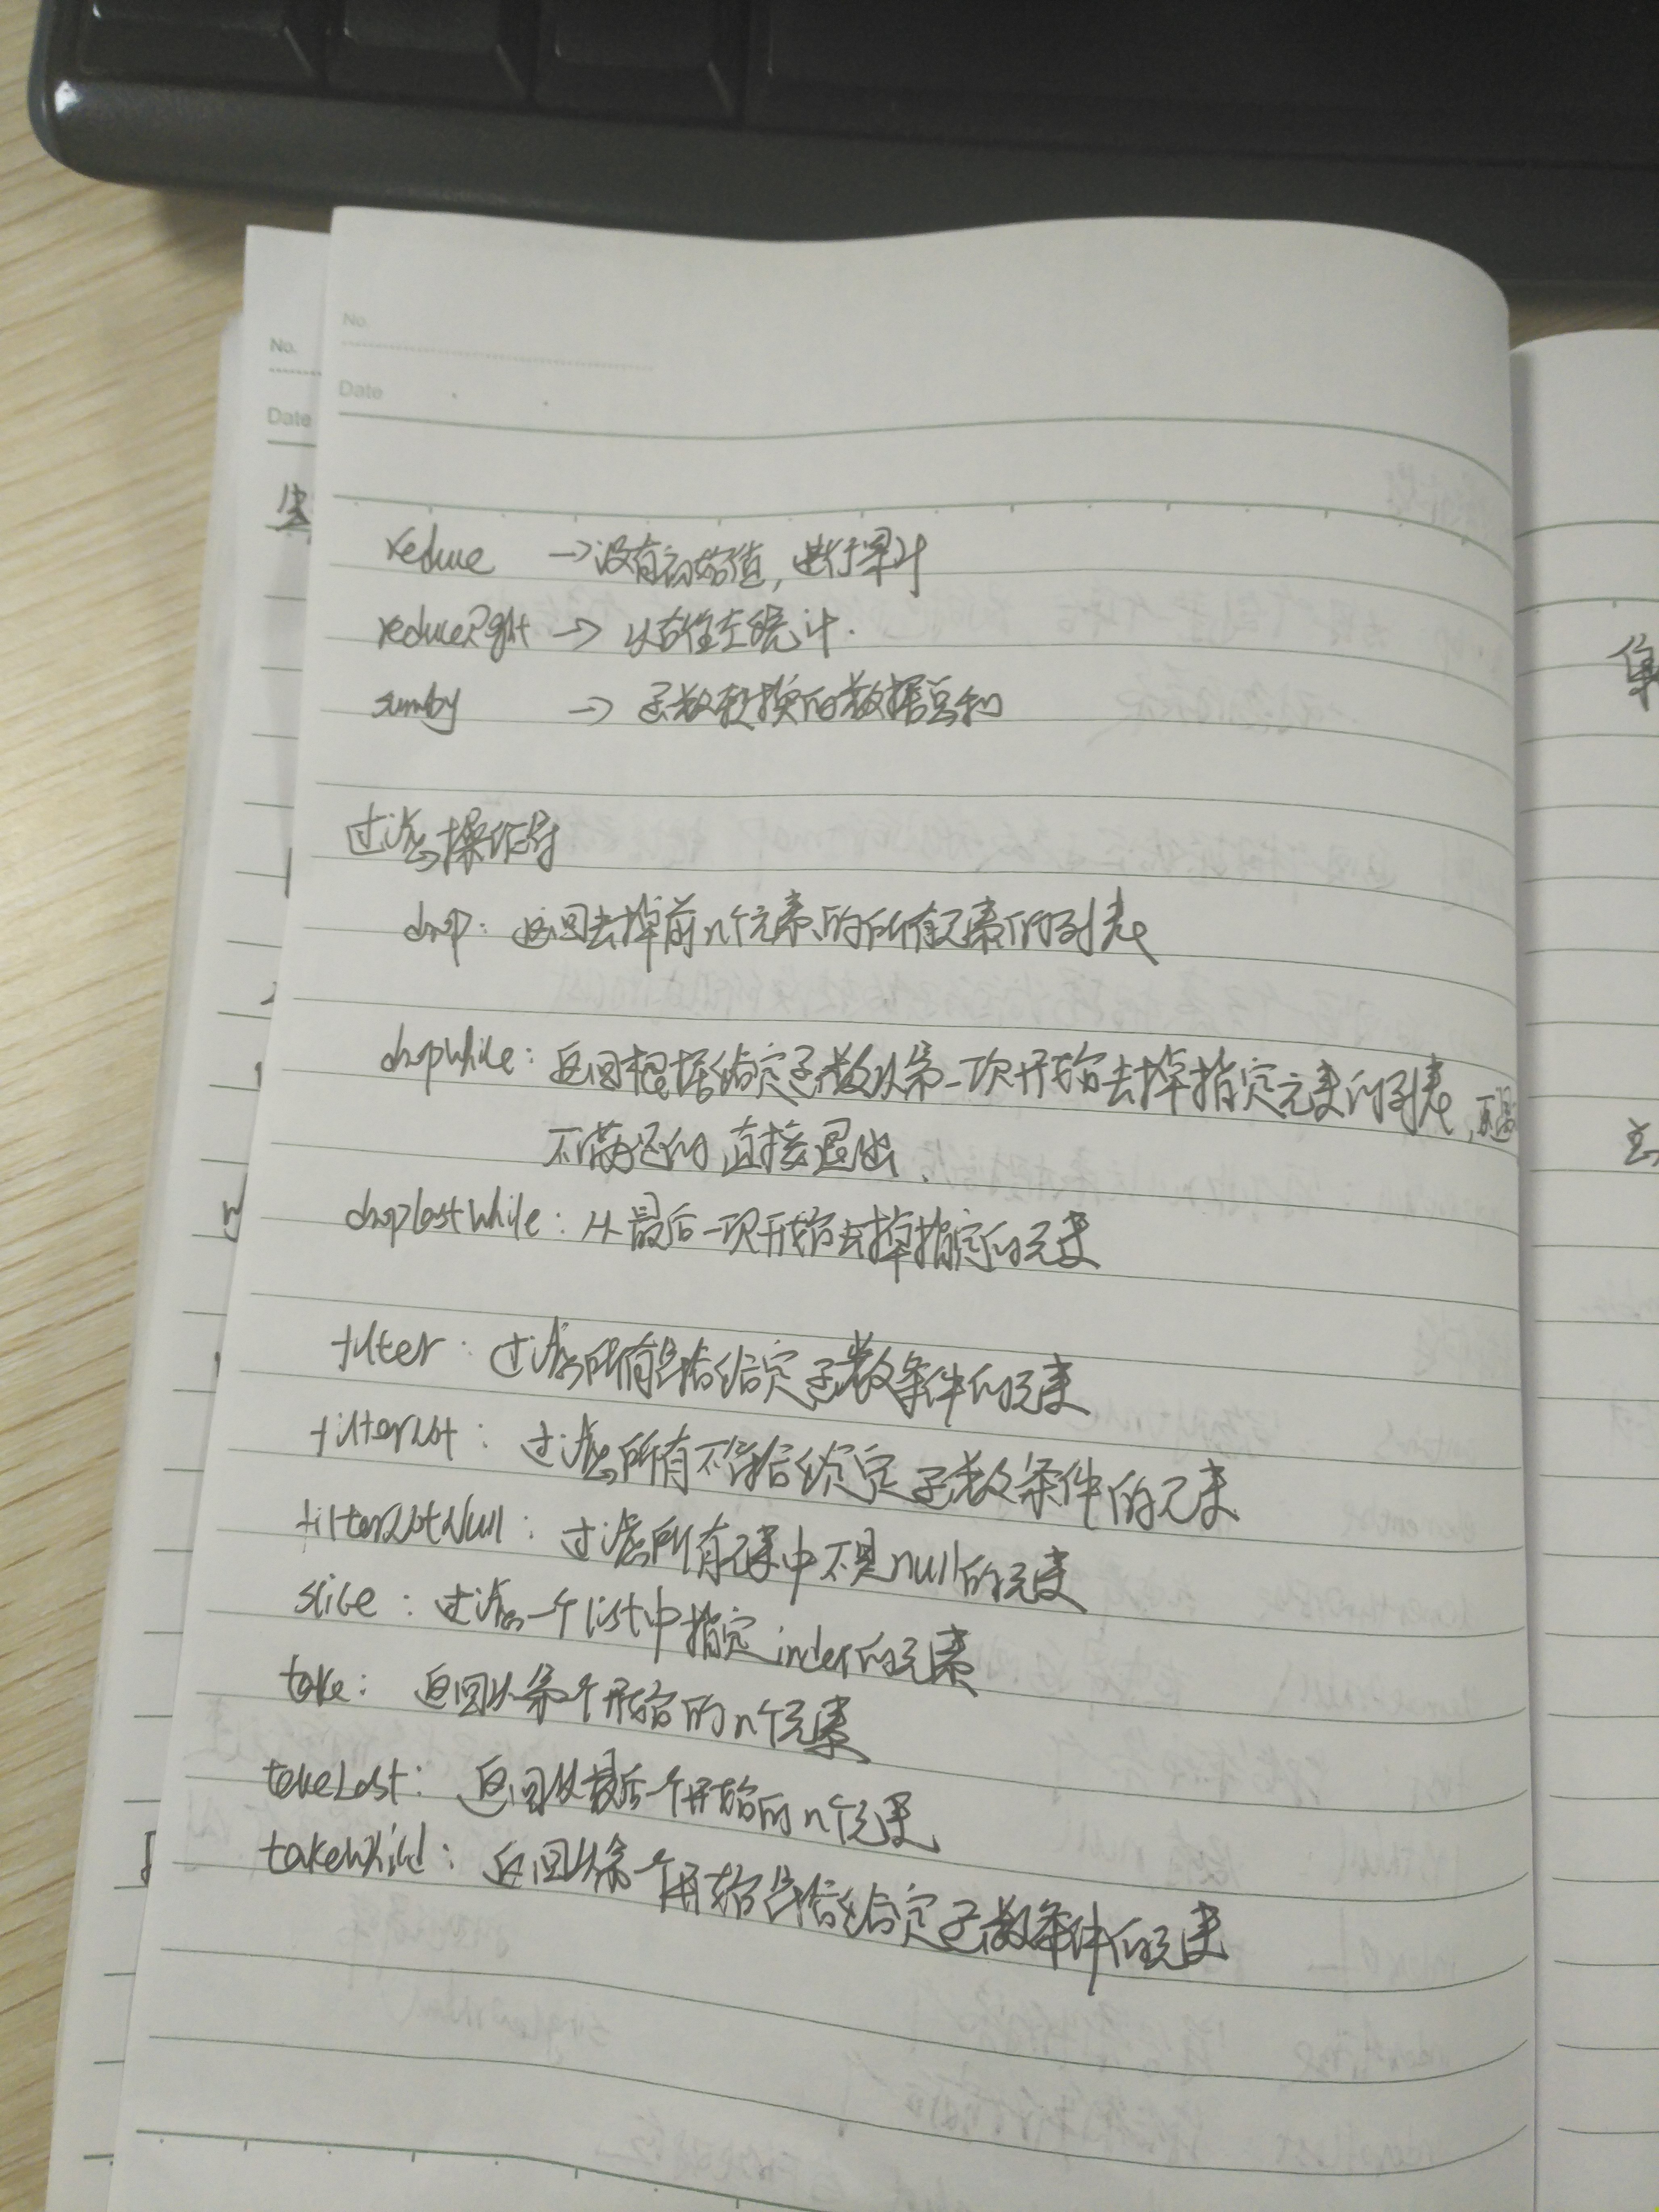 No.
Date
No.
Date
reduce →没有初始值,进行累计
reduceRight → 从右往左统计.
sumby → 函数转换的数据总和
过滤操作符
drop: 返回去掉前n个元素的所有元素的列表
dropWhile: 返回根据给定函数从第一项开始去掉指定元素的列表,
不满足的直接退出.
dropLastWhile: 从最后一项开始去掉指定的元素
filter: 过滤所有符合给定函数条件的元素
filterNot: 过滤所有不符合给定函数条件的元素
filterNotNull: 过滤所有元素中不是null的元素
slice: 过滤一个list中指定index的元素
take: 返回从第一个开始的n个元素
takeLast: 返回从最后一个开始的n个元素
takeWhile: 返回从第一个开始符合给定函数条件的元素